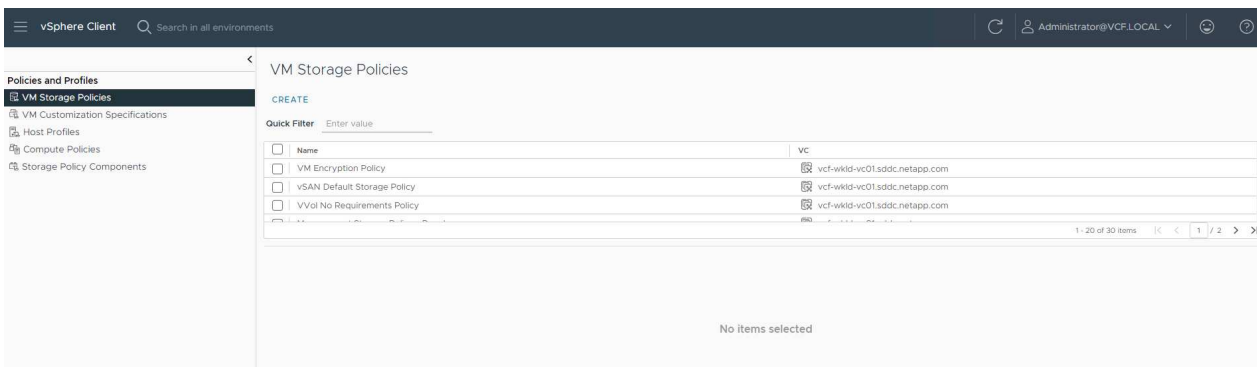 vSphere Client
Search in all environments
Administrator@VCF.LOCAL
Policies and Profiles
VM Storage Policies
VM Customization Specifications
Host Profiles
Compute Policies
Storage Policy Components
VM Storage Policies
CREATE
Quick Filter Enter value
Name VC
VM Encryption Policy vcf-wkld-vc01.sddc.netapp.com
vSAN Default Storage Policy vcf-wkld-vc01.sddc.netapp.com
VVol No Requirements Policy vcf-wkld-vc01.sddc.netapp.com
1 - 20 of 30 items 1 / 2
No items selected